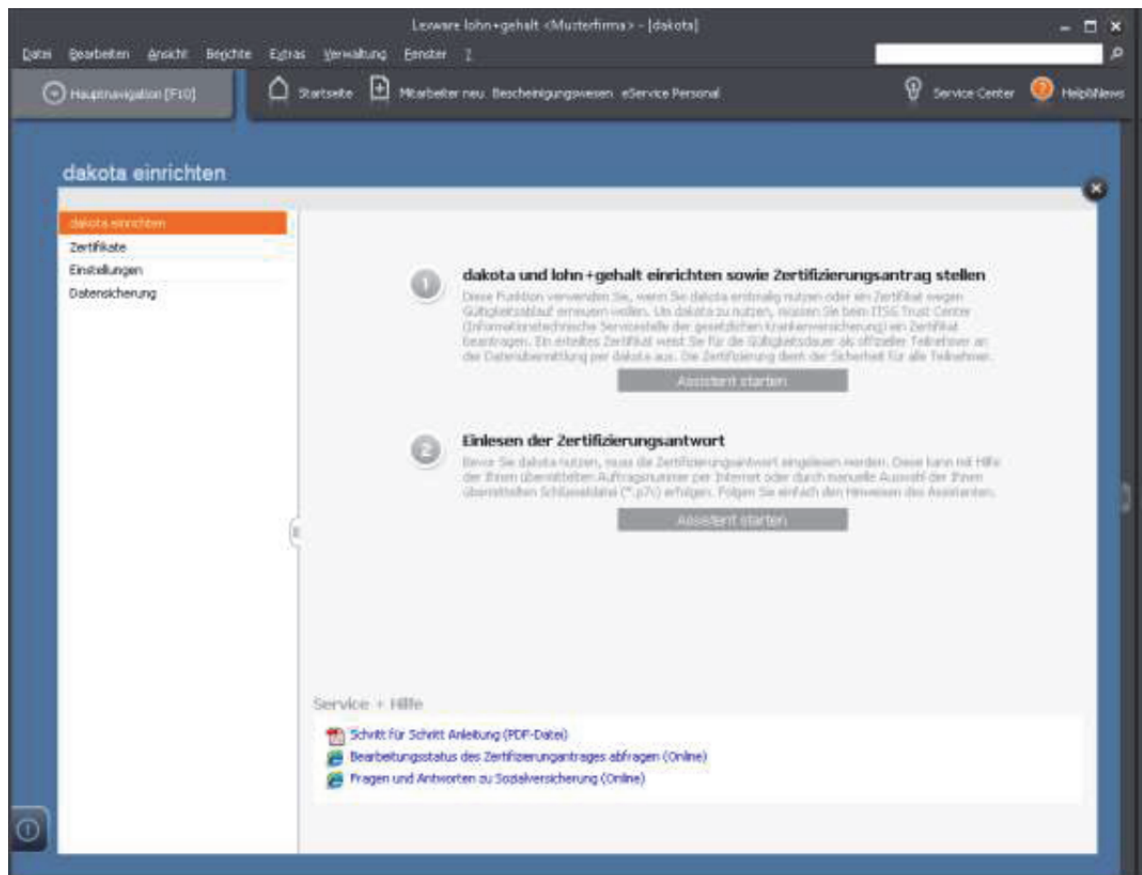 Lexware lohn+gehalt <Musterfirma> - [dakota]
Datei Bearbeiten Ansicht Berichte Extras Verwaltung Fenster ?
Hauptnavigation [F10] Startseite Mitarbeiter neu Bescheinigungswesen eService Personal Service Center Help&News
dakota einrichten
dakota einrichten
Zertifikate
Einstellungen
Datensicherung
1 dakota und lohn+gehalt einrichten sowie Zertifizierungsantrag stellen
Diese Funktion verwenden Sie, wenn Sie dakota erstmalig nutzen oder ein Zertifikat wegen
Gültigkeitsablauf erneuern wollen. Um dakota zu nutzen, müssen Sie beim ITSG Trust Center
(Informationstechnische Servicestelle der gesetzlichen Krankenversicherung) ein Zertifikat
beantragen. Ein erteiltes Zertifikat weist Sie für die Gültigkeitsdauer als offizieller Teilnehmer an
der Datenübermittlung per dakota aus. Die Zertifizierung dient der Sicherheit für alle Teilnehmer.
Assistent starten
2 Einlesen der Zertifizierungsantwort
Bevor Sie dakota nutzen, muss die Zertifizierungsantwort eingelesen werden. Diese kann mit Hilfe
der Ihnen übermittelten Auftragsnummer per Internet oder durch manuelle Auswahl der Ihnen
übermittelten Schlüsseldatei (*.p7c) erfolgen. Folgen Sie einfach den Hinweisen des Assistenten.
Assistent starten
Service + Hilfe
Schritt für Schritt Anleitung (PDF-Datei)
Bearbeitungsstatus des Zertifizierungantrages abfragen (Online)
Fragen und Antworten zu Sozialversicherung (Online)